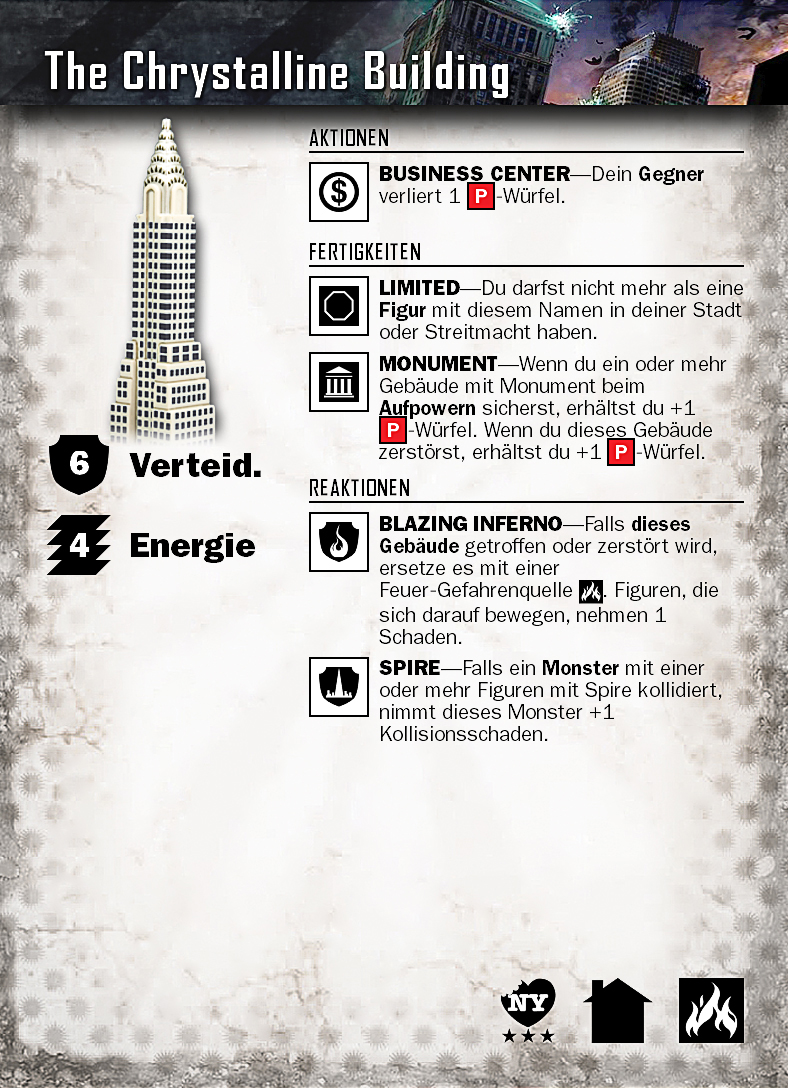 The Chrystalline Building
AKTIONEN
$
BUSINESS CENTER—Dein Gegner
verliert 1 P-Würfel.
FERTIGKEITEN
LIMITED—Du darfst nicht mehr als eine
Figur mit diesem Namen in deiner Stadt
oder Streitmacht haben.
MONUMENT—Wenn du ein oder mehr
Gebäude mit Monument beim
Aufpowern sicherst, erhältst du +1
P-Würfel. Wenn du dieses Gebäude
zerstörst, erhältst du +1 P-Würfel.
6 Verteid.
4 Energie
REAKTIONEN
BLAZING INFERNO—Falls dieses
Gebäude getroffen oder zerstört wird,
ersetze es mit einer
Feuer-Gefahrenquelle . Figuren, die
sich darauf bewegen, nehmen 1
Schaden.
SPIRE—Falls ein Monster mit einer
oder mehr Figuren mit Spire kollidiert,
nimmt dieses Monster +1
Kollisionsschaden.
NY